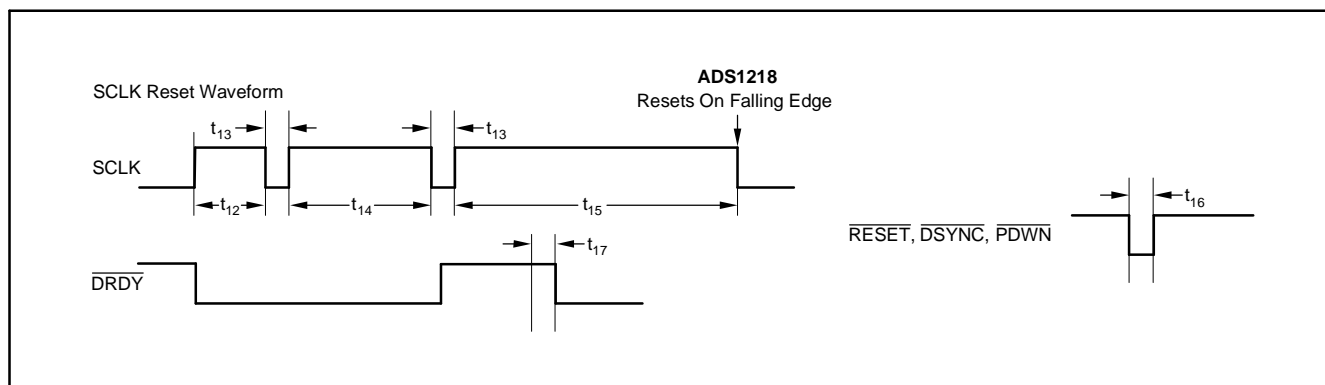 ADS1218
Resets On Falling Edge
SCLK Reset Waveform
t13
t13
SCLK
t12
t14
t15
t16
RESET, DSYNC, PDWN
t17
DRDY